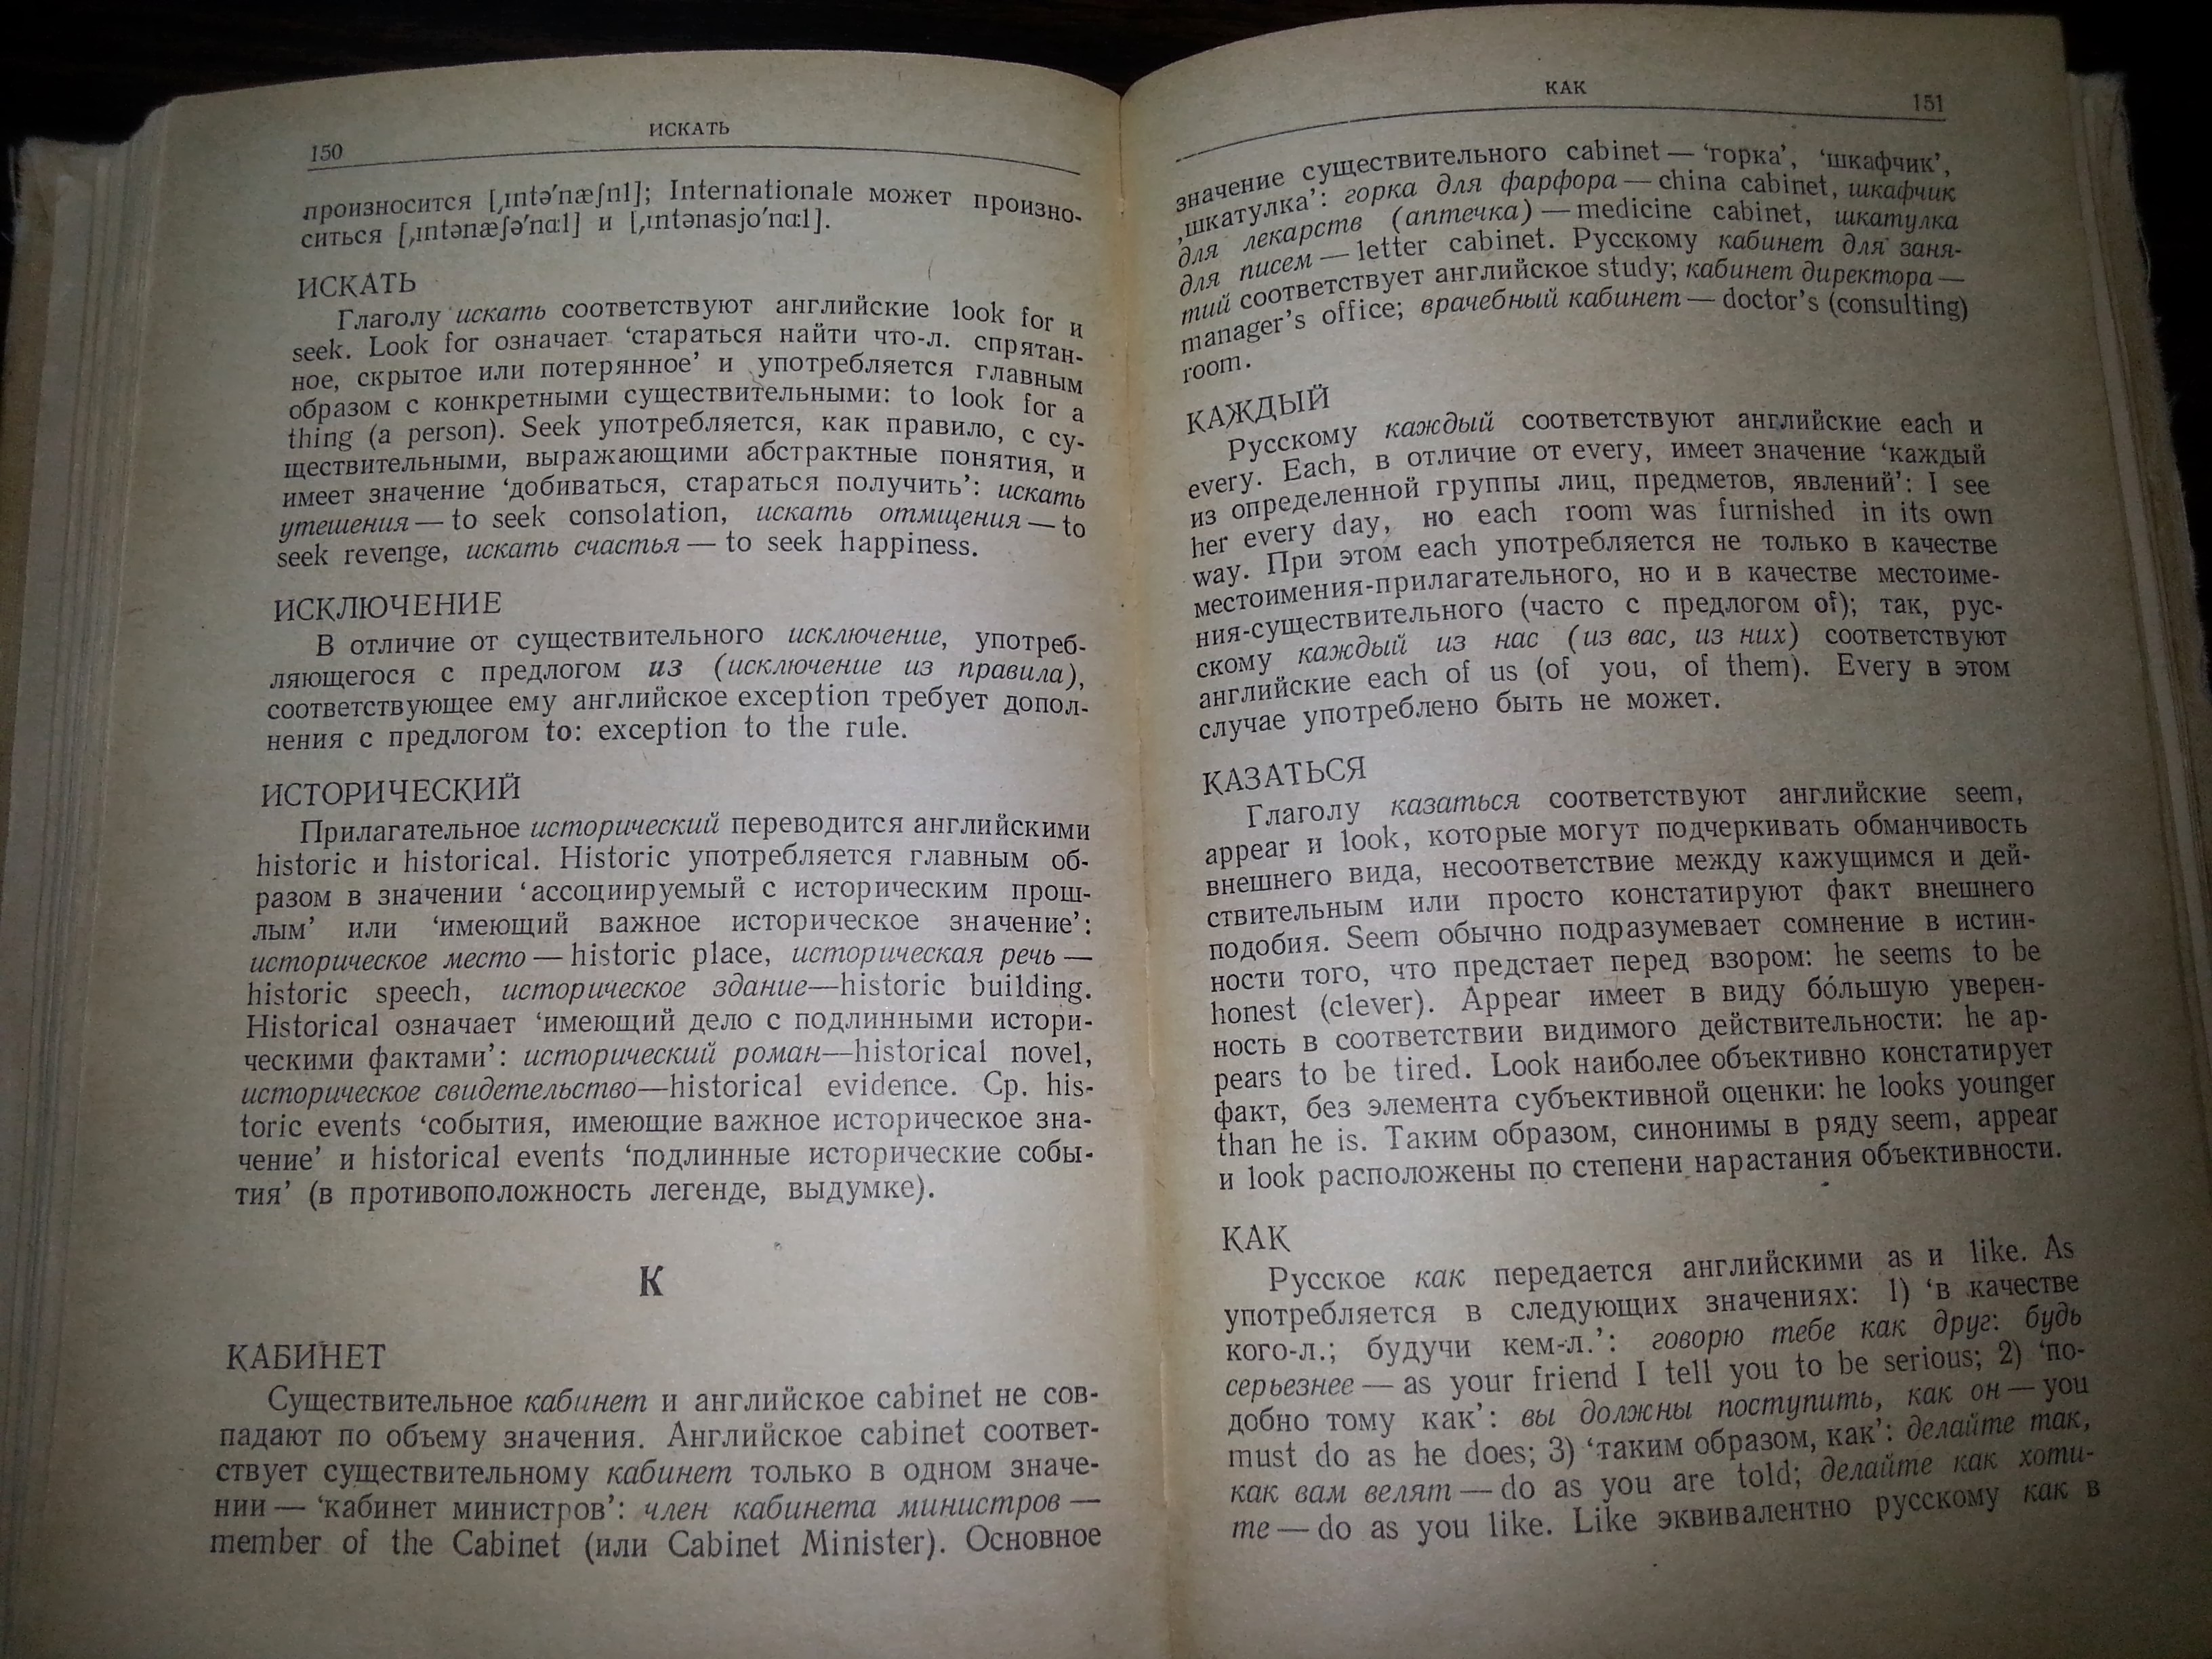 150
ИСКАТЬ
произносится [ˌɪntə′næʃnl]; Internationale может произно-
ситься [ˌɪntənæʃə′nɑ:l] и [ˌɪntənasjo′nɑ:l].
ИСКАТЬ
Глаголу искать соответствуют английские look for и
seek. Look for означает ‘стараться найти что-л. спрятан-
ное, скрытое или потерянное’ и употребляется главным
образом с конкретными существительными: to look for a
thing (a person). Seek употребляется, как правило, с су-
ществительными, выражающими абстрактные понятия, и
имеет значение ‘добиваться, стараться получить’: искать
утешения — to seek consolation, искать отмщения — to
seek revenge, искать счастья — to seek happiness.
ИСКЛЮЧЕНИЕ
В отличие от существительного исключение, употреб-
ляющегося с предлогом из (исключение из правила),
соответствующее ему английское exception требует допол-
нения с предлогом to: exception to the rule.
ИСТОРИЧЕСКИЙ
Прилагательное исторический переводится английскими
historic и historical. Historic употребляется главным об-
разом в значении ‘ассоциируемый с историческим прош-
лым’ или ‘имеющий важное историческое значение’:
историческое место — historic place, историческая речь —
historic speech, историческое здание—historic building.
Historical означает ‘имеющий дело с подлинными истори-
ческими фактами’: исторический роман—historical novel,
историческое свидетельство—historical evidence. Ср. his-
toric events ‘события, имеющие важное историческое зна-
чение’ и historical events ‘подлинные исторические собы-
тия’ (в противоположность легенде, выдумке).
К
КАБИНЕТ
Существительное кабинет и английское cabinet не сов-
падают по объему значения. Английское cabinet соответ-
ствует существительному кабинет только в одном значе-
нии — ‘кабинет министров’: член кабинета министров —
member of the Cabinet (или Cabinet Minister). Основное
КАК
151
значение существительного cabinet — ‘горка’, ‘шкафчик’,
‚шкатулка’: горка для фарфора — china cabinet, шкафчик
для лекарств (аптечка) — medicine cabinet, шкатулка
для писем — letter cabinet. Русскому кабинет для заня-
тий соответствует английское study; кабинет директора —
manager's office; врачебный кабинет — doctor's (consulting)
room.
КАЖДЫЙ
Русскому каждый соответствуют английские each и
every. Each, в отличие от every, имеет значение ‘каждый
из определенной группы лиц, предметов, явлений’: I see
her every day, но each room was furnished in its own
way. При этом each употребляется не только в качестве
местоимения-прилагательного, но и в качестве местоиме-
ния-существительного (часто с предлогом of); так, рус-
скому каждый из нас (из вас, из них) соответствуют
английские each of us (of you, of them). Every в этом
случае употреблено быть не может.
КАЗАТЬСЯ
Глаголу казаться соответствуют английские seem,
appear и look, которые могут подчеркивать обманчивость
внешнего вида, несоответствие между кажущимся и дей-
ствительным или просто констатируют факт внешнего
подобия. Seem обычно подразумевает сомнение в истин-
ности того, что предстает перед взором: he seems to be
honest (clever). Appear имеет в виду бо́льшую уверен-
ность в соответствии видимого действительности: he ap-
pears to be tired. Look наиболее объективно констатирует
факт, без элемента субъективной оценки: he looks younger
than he is. Таким образом, синонимы в ряду seem, appear
и look расположены по степени нарастания объективности.
КАК
Русское как передается английскими as и like. As
употребляется в следующих значениях: 1) ‘в качестве
кого-л.; будучи кем-л.’: говорю тебе как друг: будь
серьезнее — as your friend I tell you to be serious; 2) ‘по-
добно тому как’: вы должны поступить, как он — you
must do as he does; 3) ‘таким образом, как’: делайте так,
как вам велят — do as you are told; делайте как хоти-
те — do as you like. Like эквивалентно русскому как в